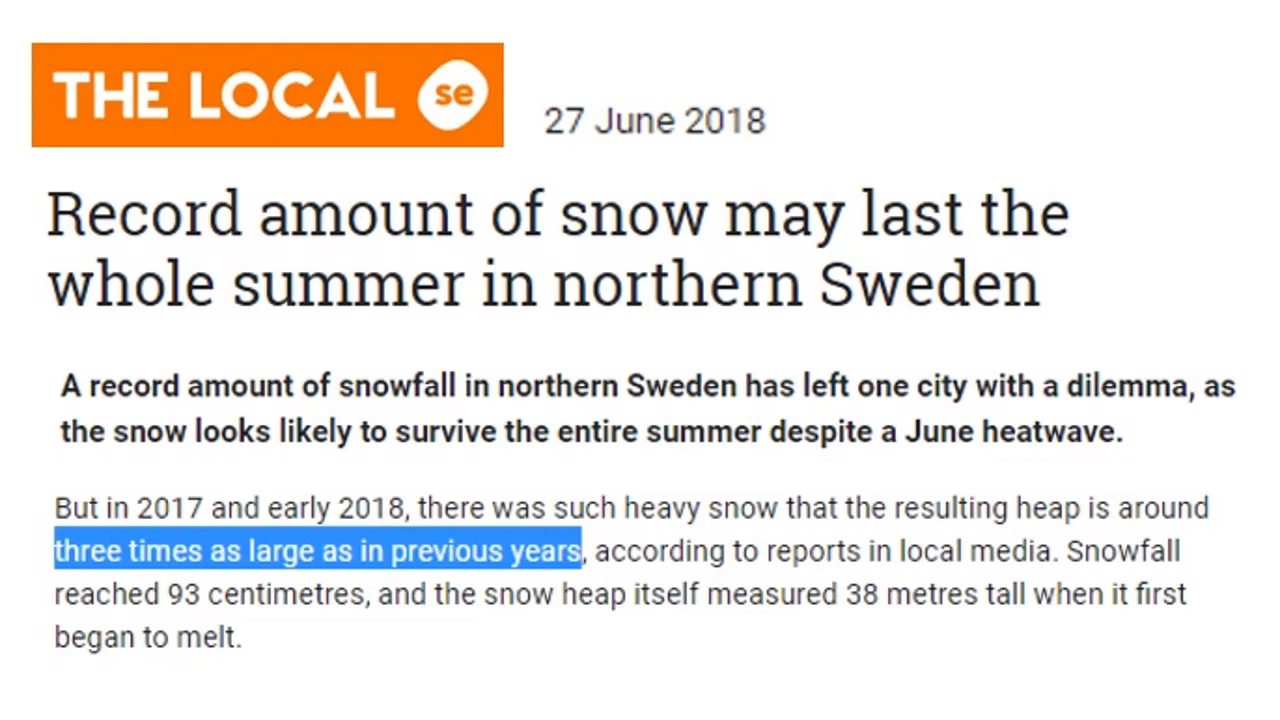 THE LOCAL se
27 June 2018
Record amount of snow may last the
whole summer in northern Sweden
A record amount of snowfall in northern Sweden has left one city with a dilemma, as
the snow looks likely to survive the entire summer despite a June heatwave.
But in 2017 and early 2018, there was such heavy snow that the resulting heap is around
three times as large as in previous years, according to reports in local media. Snowfall
reached 93 centimetres, and the snow heap itself measured 38 metres tall when it first
began to melt.